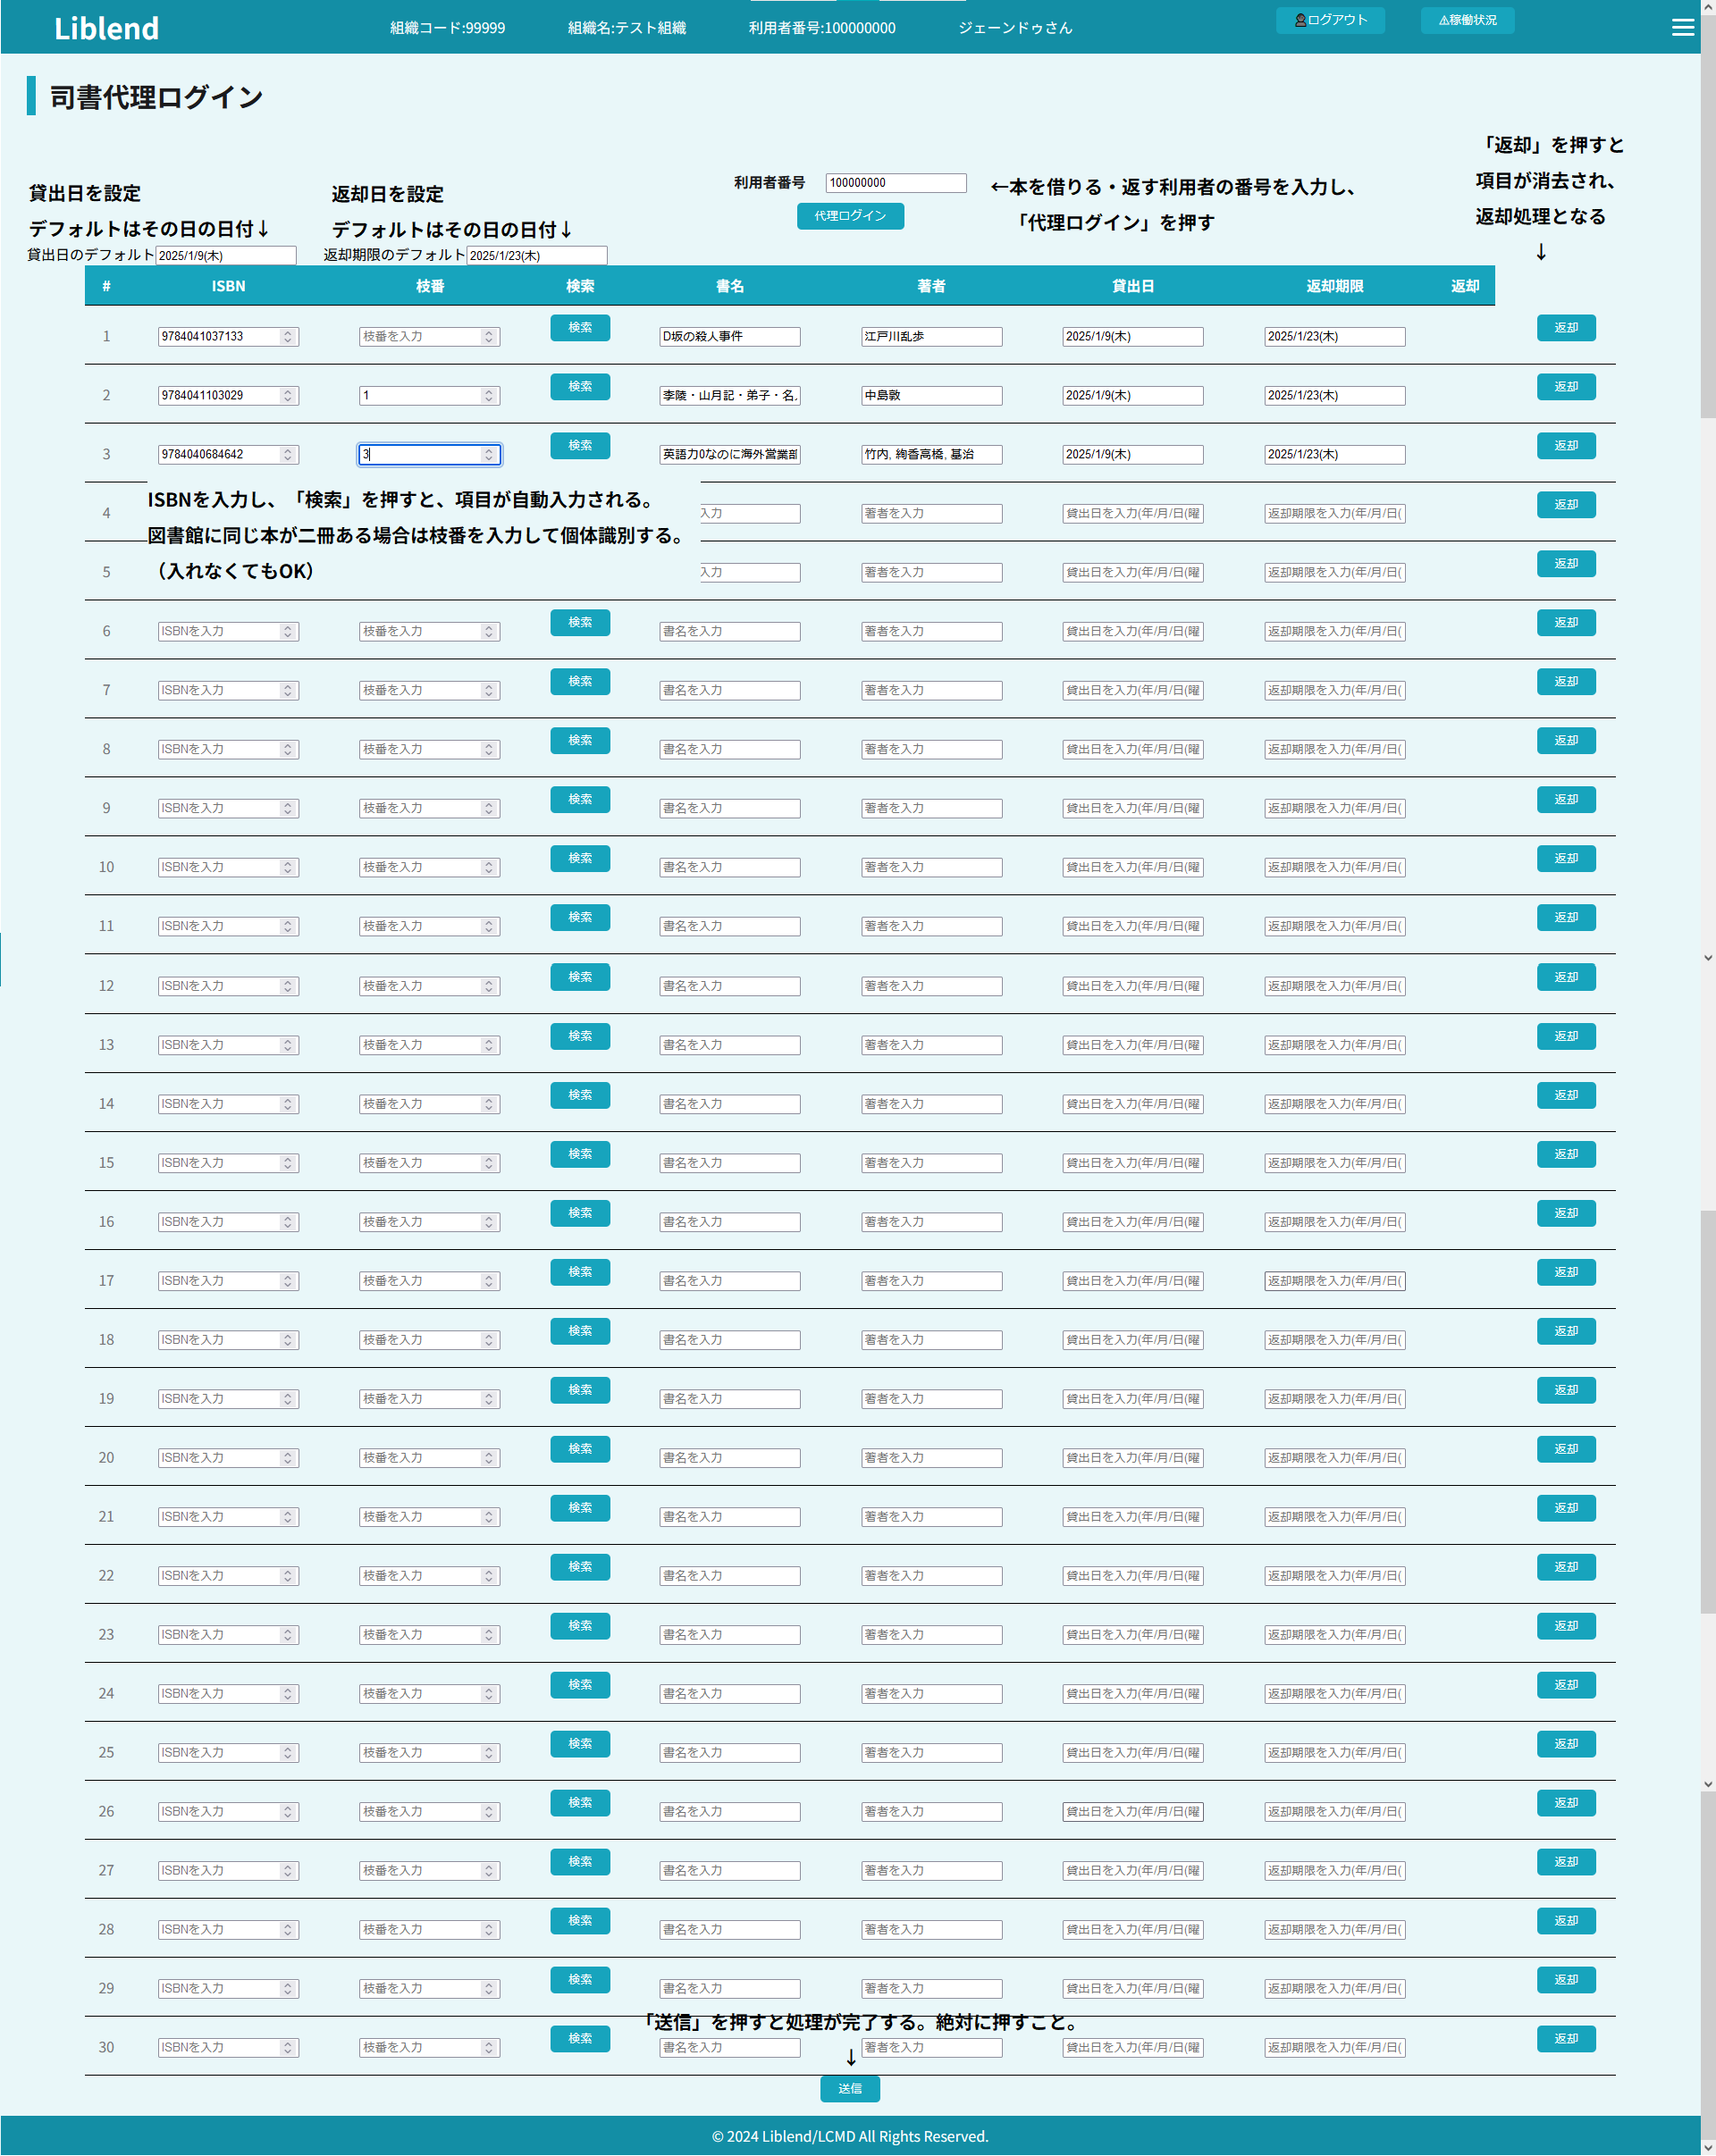 Liblend
組織コード:99999 組織名:テスト組織 利用者番号:100000000 ジェーンドゥさん ログアウト ⚠稼働状況
司書代理ログイン
「返却」を押すと
項目が消去され、
返却処理となる
↓
貸出日を設定
デフォルトはその日の日付↓
返却日を設定
デフォルトはその日の日付↓
利用者番号 100000000
代理ログイン
←本を借りる・返す利用者の番号を入力し、
「代理ログイン」を押す
貸出日のデフォルト 2025/1/9(木) 返却期限のデフォルト 2025/1/23(木)
# ISBN 枝番 検索 書名 著者 貸出日 返却期限 返却
1 9784041037133 枝番を入力 検索 D坂の殺人事件 江戸川乱歩 2025/1/9(木) 2025/1/23(木) 返却
2 9784041103029 1 検索 李陵・山月記・弟子・名 中島敦 2025/1/9(木) 2025/1/23(木) 返却
3 9784040684642 3 検索 英語力0なのに海外営業部 竹内, 絢香高橋, 基治 2025/1/9(木) 2025/1/23(木) 返却
ISBNを入力し、「検索」を押すと、項目が自動入力される。
図書館に同じ本が二冊ある場合は枝番を入力して個体識別する。
（入れなくてもOK）
4 入力 著者を入力 貸出日を入力(年/月/日(曜 返却期限を入力(年/月/日( 返却
5 入力 著者を入力 貸出日を入力(年/月/日(曜 返却期限を入力(年/月/日( 返却
6 ISBNを入力 枝番を入力 検索 書名を入力 著者を入力 貸出日を入力(年/月/日(曜 返却期限を入力(年/月/日( 返却
7 ISBNを入力 枝番を入力 検索 書名を入力 著者を入力 貸出日を入力(年/月/日(曜 返却期限を入力(年/月/日( 返却
8 ISBNを入力 枝番を入力 検索 書名を入力 著者を入力 貸出日を入力(年/月/日(曜 返却期限を入力(年/月/日( 返却
9 ISBNを入力 枝番を入力 検索 書名を入力 著者を入力 貸出日を入力(年/月/日(曜 返却期限を入力(年/月/日( 返却
10 ISBNを入力 枝番を入力 検索 書名を入力 著者を入力 貸出日を入力(年/月/日(曜 返却期限を入力(年/月/日( 返却
11 ISBNを入力 枝番を入力 検索 書名を入力 著者を入力 貸出日を入力(年/月/日(曜 返却期限を入力(年/月/日( 返却
12 ISBNを入力 枝番を入力 検索 書名を入力 著者を入力 貸出日を入力(年/月/日(曜 返却期限を入力(年/月/日( 返却
13 ISBNを入力 枝番を入力 検索 書名を入力 著者を入力 貸出日を入力(年/月/日(曜 返却期限を入力(年/月/日( 返却
14 ISBNを入力 枝番を入力 検索 書名を入力 著者を入力 貸出日を入力(年/月/日(曜 返却期限を入力(年/月/日( 返却
15 ISBNを入力 枝番を入力 検索 書名を入力 著者を入力 貸出日を入力(年/月/日(曜 返却期限を入力(年/月/日( 返却
16 ISBNを入力 枝番を入力 検索 書名を入力 著者を入力 貸出日を入力(年/月/日(曜 返却期限を入力(年/月/日( 返却
17 ISBNを入力 枝番を入力 検索 書名を入力 著者を入力 貸出日を入力(年/月/日(曜 返却期限を入力(年/月/日( 返却
18 ISBNを入力 枝番を入力 検索 書名を入力 著者を入力 貸出日を入力(年/月/日(曜 返却期限を入力(年/月/日( 返却
19 ISBNを入力 枝番を入力 検索 書名を入力 著者を入力 貸出日を入力(年/月/日(曜 返却期限を入力(年/月/日( 返却
20 ISBNを入力 枝番を入力 検索 書名を入力 著者を入力 貸出日を入力(年/月/日(曜 返却期限を入力(年/月/日( 返却
21 ISBNを入力 枝番を入力 検索 書名を入力 著者を入力 貸出日を入力(年/月/日(曜 返却期限を入力(年/月/日( 返却
22 ISBNを入力 枝番を入力 検索 書名を入力 著者を入力 貸出日を入力(年/月/日(曜 返却期限を入力(年/月/日( 返却
23 ISBNを入力 枝番を入力 検索 書名を入力 著者を入力 貸出日を入力(年/月/日(曜 返却期限を入力(年/月/日( 返却
24 ISBNを入力 枝番を入力 検索 書名を入力 著者を入力 貸出日を入力(年/月/日(曜 返却期限を入力(年/月/日( 返却
25 ISBNを入力 枝番を入力 検索 書名を入力 著者を入力 貸出日を入力(年/月/日(曜 返却期限を入力(年/月/日( 返却
26 ISBNを入力 枝番を入力 検索 書名を入力 著者を入力 貸出日を入力(年/月/日(曜 返却期限を入力(年/月/日( 返却
27 ISBNを入力 枝番を入力 検索 書名を入力 著者を入力 貸出日を入力(年/月/日(曜 返却期限を入力(年/月/日( 返却
28 ISBNを入力 枝番を入力 検索 書名を入力 著者を入力 貸出日を入力(年/月/日(曜 返却期限を入力(年/月/日( 返却
29 ISBNを入力 枝番を入力 検索 書名を入力 著者を入力 貸出日を入力(年/月/日(曜 返却期限を入力(年/月/日( 返却
「送信」を押すと処理が完了する。絶対に押すこと。
30 ISBNを入力 枝番を入力 検索 書名を入力 ↓ 著者を入力 貸出日を入力(年/月/日(曜 返却期限を入力(年/月/日( 返却
送信
© 2024 Liblend/LCMD All Rights Reserved.